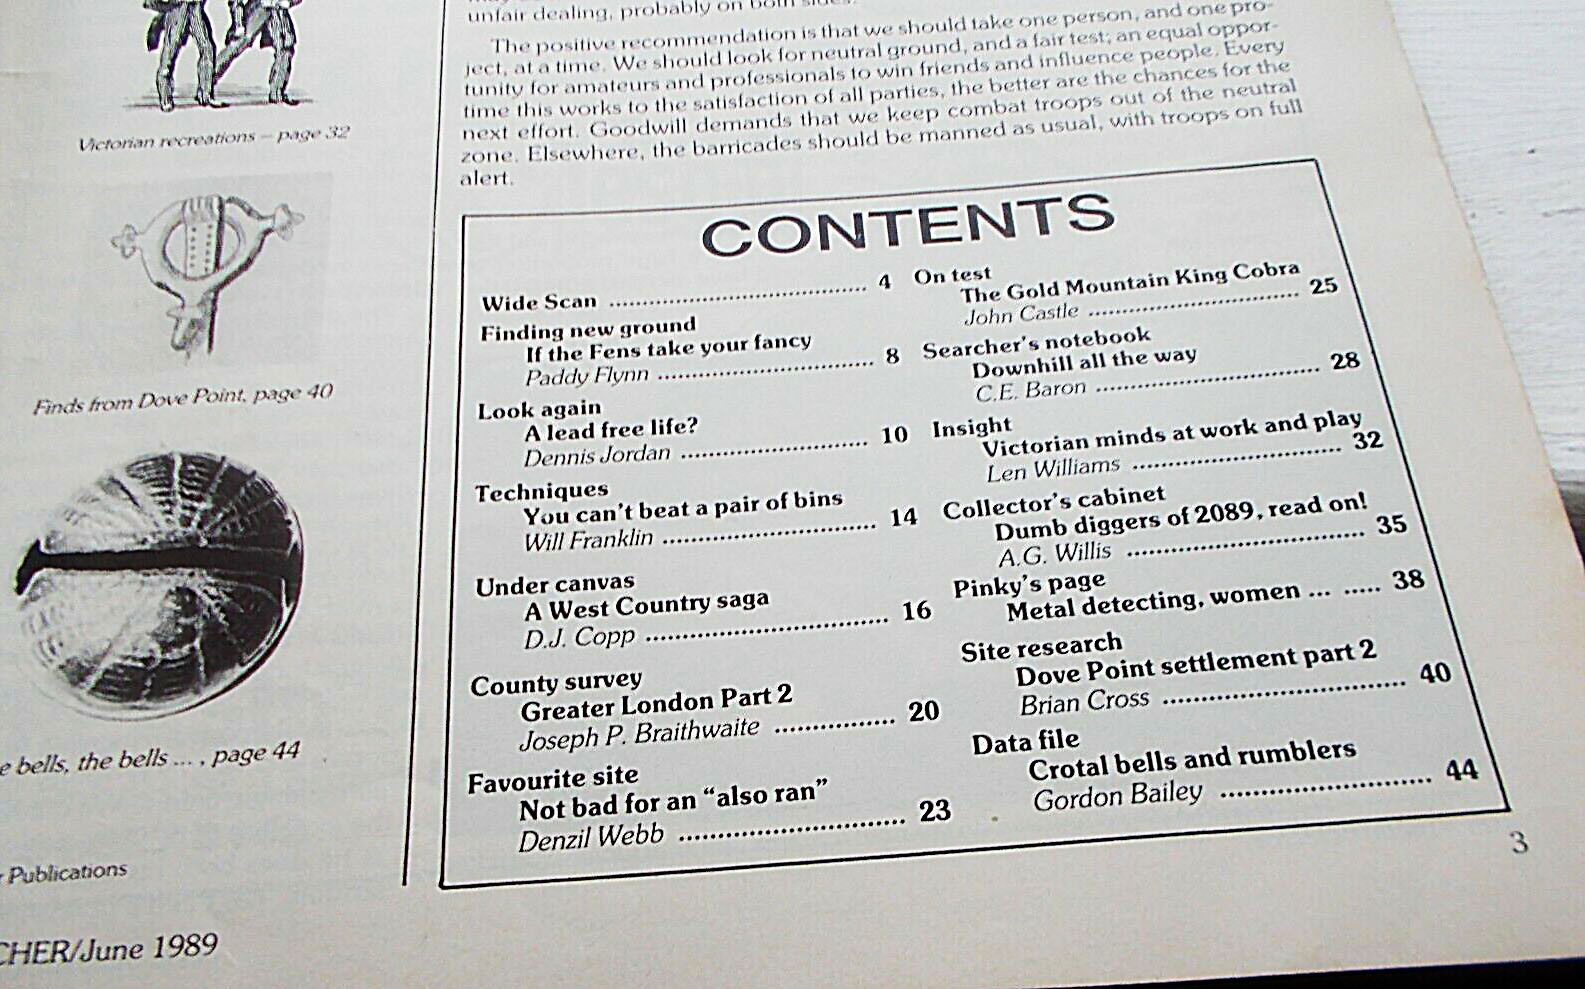 Victorian recreations – page 32
Finds from Dove Point, page 40
bells, the bells ... , page 44
Publications
CHER/June 1989
unfair dealing, probably on both sides.
The positive recommendation is that we should take one person, and one pro-
ject, at a time. We should look for neutral ground, and a fair test; an equal oppor-
tunity for amateurs and professionals to win friends and influence people. Every
time this works to the satisfaction of all parties, the better are the chances for the
next effort. Goodwill demands that we keep combat troops out of the neutral
zone. Elsewhere, the barricades should be manned as usual, with troops on full
alert.
CONTENTS
Wide Scan ........................................ 4
Finding new ground
If the Fens take your fancy
Paddy Flynn ................................. 8
Look again
A lead free life?
Dennis Jordan ............................ 10
Techniques
You can't beat a pair of bins
Will Franklin ................................ 14
Under canvas
A West Country saga
D.J. Copp .................................... 16
County survey
Greater London Part 2
Joseph P. Braithwaite ................ 20
Favourite site
Not bad for an “also ran”
Denzil Webb .............................. 23
On test
The Gold Mountain King Cobra
John Castle ................................ 25
Searcher's notebook
Downhill all the way
C.E. Baron .................................. 28
Insight
Victorian minds at work and play
Len Williams .............................. 32
Collector's cabinet
Dumb diggers of 2089, read on!
A.G. Willis ................................. 35
Pinky's page
Metal detecting, women ... ..... 38
Site research
Dove Point settlement part 2
Brian Cross ................................ 40
Data file
Crotal bells and rumblers
Gordon Bailey ............................ 44
3